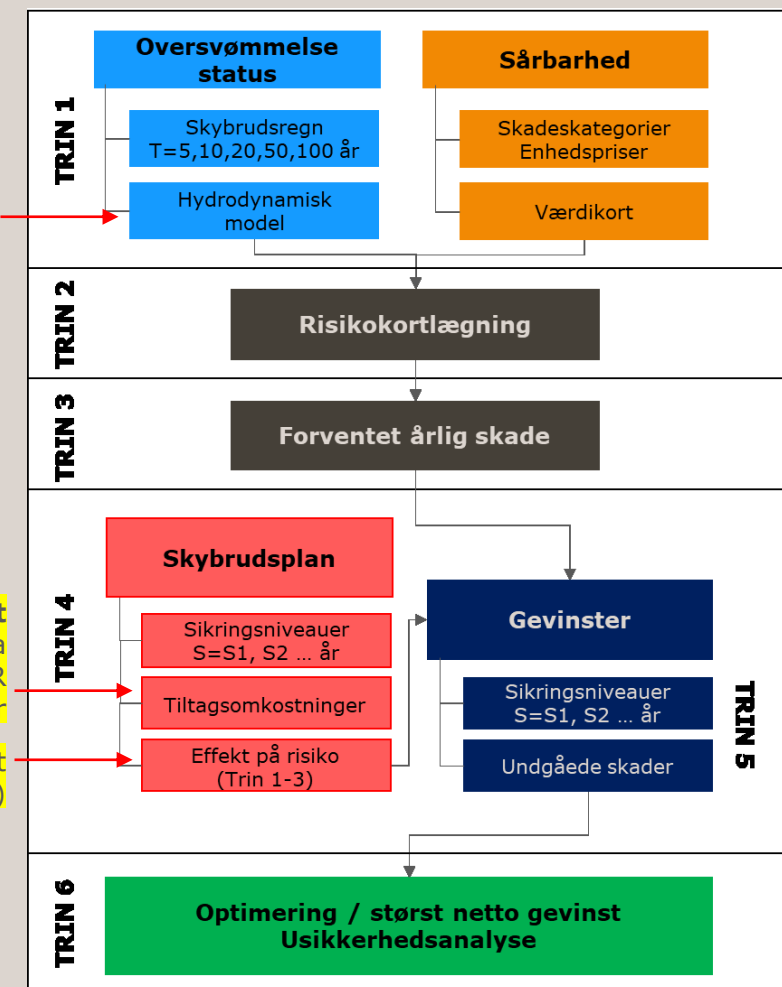 TRIN 1
Oversvømmelse
status
Skybrudsregn
T=5,10,20,50,100 år
Hydrodynamisk
model
Sårbarhed
Skadeskategorier
Enhedspriser
Værdikort
TRIN 2
Risikokortlægning
TRIN 3
Forventet årlig skade
TRIN 4
Skybrudsplan
Sikringsniveauer
S=S1, S2 ... år
Tiltagsomkostninger
Effekt på risiko
(Trin 1-3)
Gevinster
Sikringsniveauer
S=S1, S2 ... år
Undgåede skader
TRIN 5
TRIN 6
Optimering / størst netto gevinst
Usikkerhedsanalyse